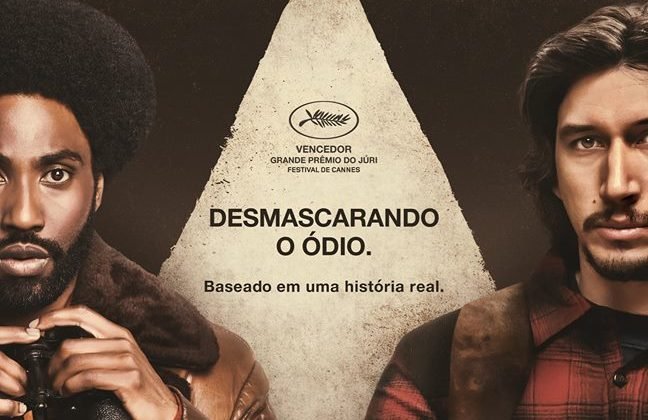 VENCEDOR
GRANDE PRÊMIO DO JÚRI
FESTIVAL DE CANNES
DESMASCARANDO
O ÓDIO.
Baseado em uma história real.